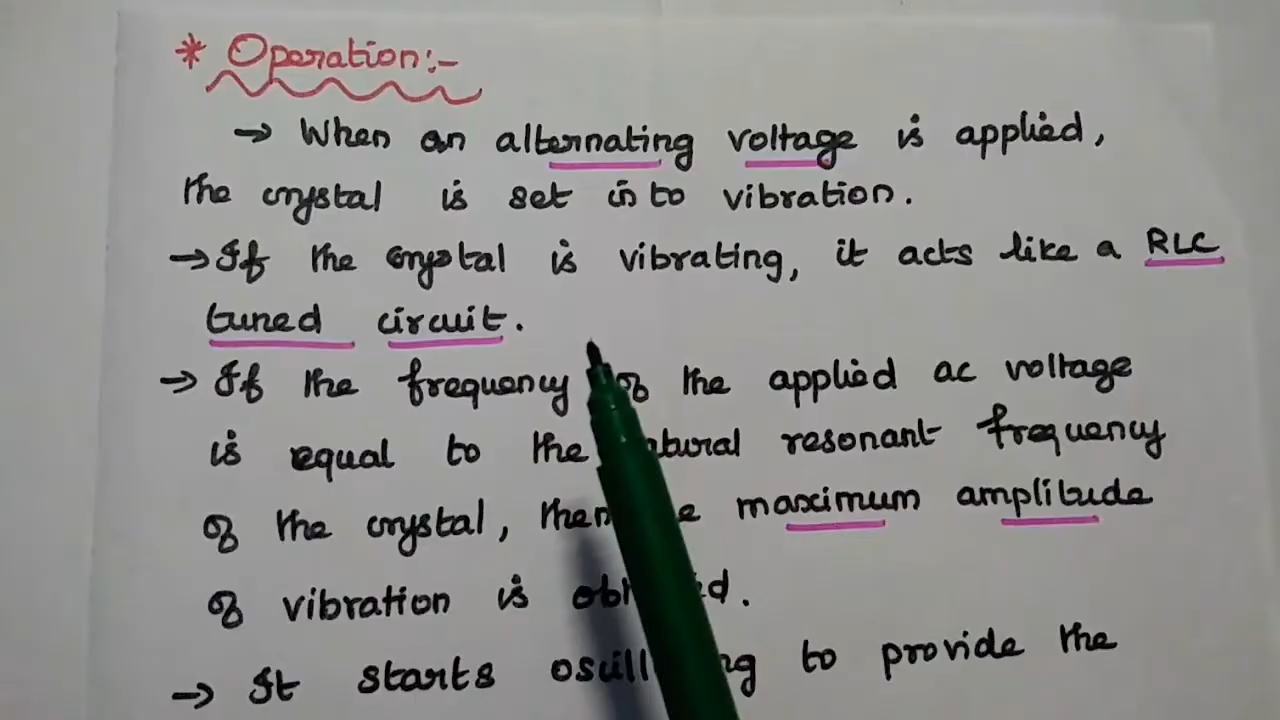 * Operation:-
→ When an alternating voltage is applied,
the crystal is set in to vibration.
→ If the crystal is vibrating, it acts like a RLC
tuned circuit.
→ If the frequency of the applied ac voltage
is equal to the natural resonant frequency
of the crystal, then maximum amplitude
of vibration is
→ It starts oscillating to provide the